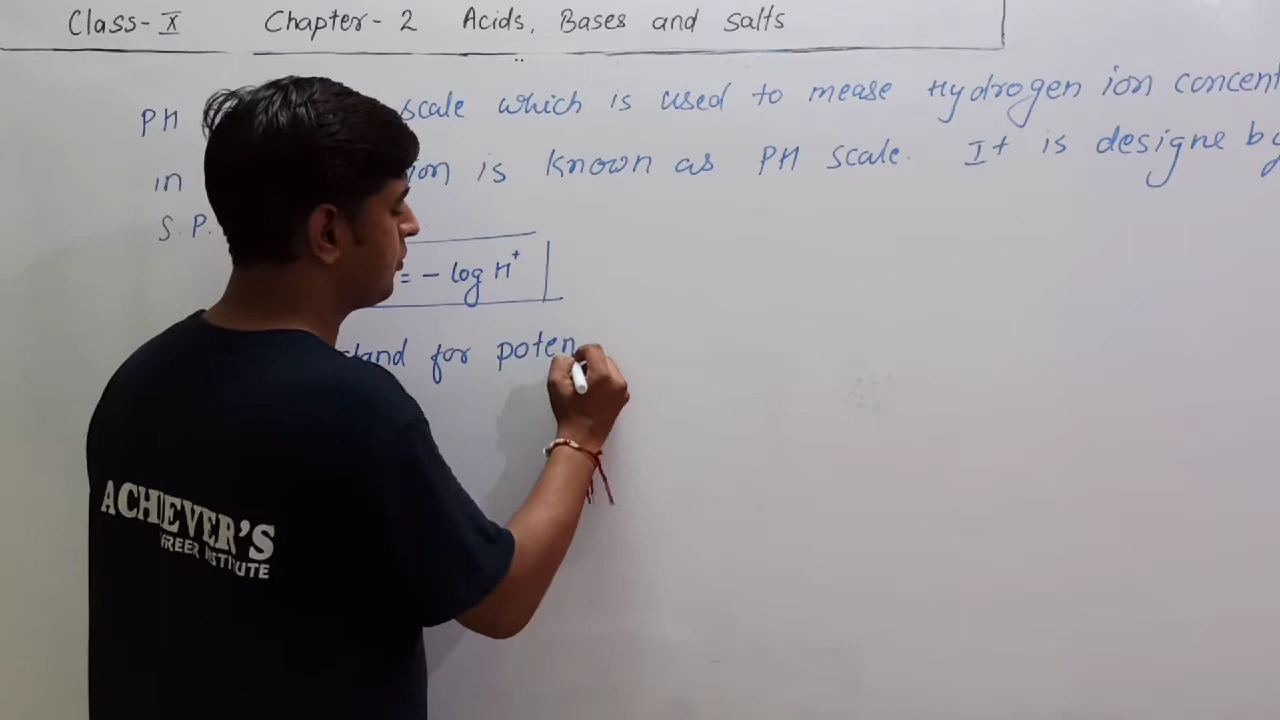 Class- X Chapter- 2 Acids, Bases and salts
PH scale which is used to mease Hydrogen ion
in is known as PH scale. It is designe by
S.P.
= - log H⁺
stand for poten
ACHIEVER'S